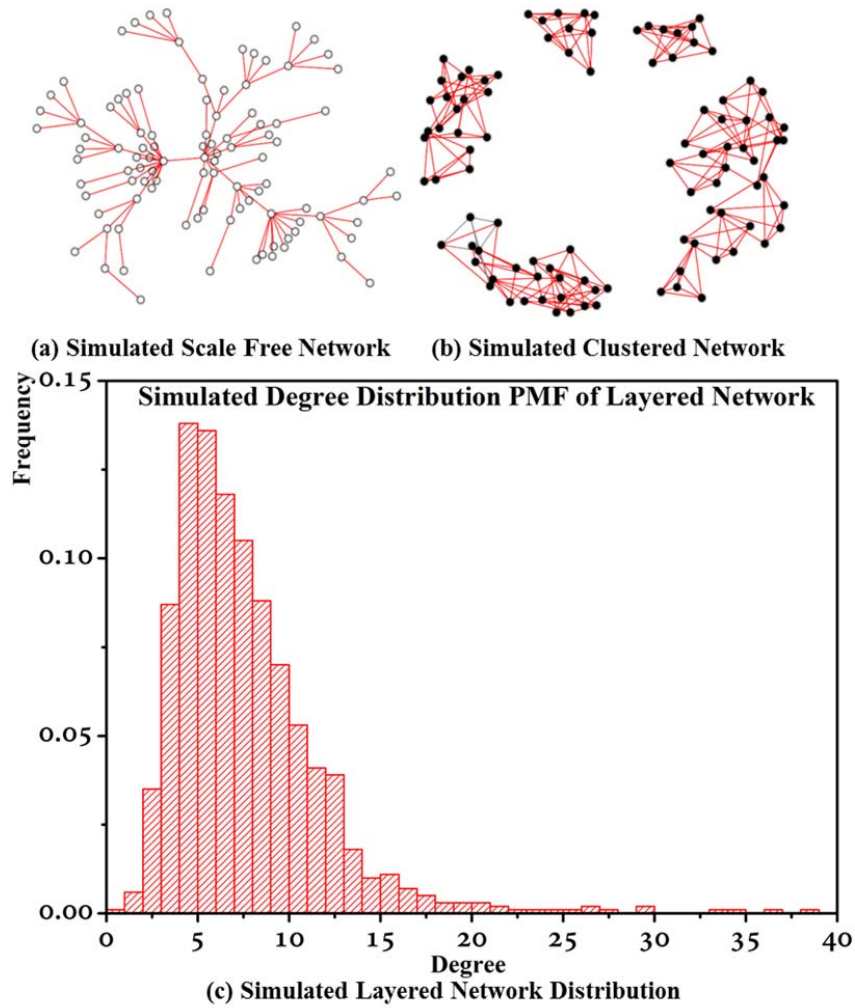 (a) Simulated Scale Free Network
(b) Simulated Clustered Network
Simulated Degree Distribution PMF of Layered Network
Frequency
0.15
0.10
0.05
0.00
0
5
10
15
20
25
30
35
40
Degree
(c) Simulated Layered Network Distribution